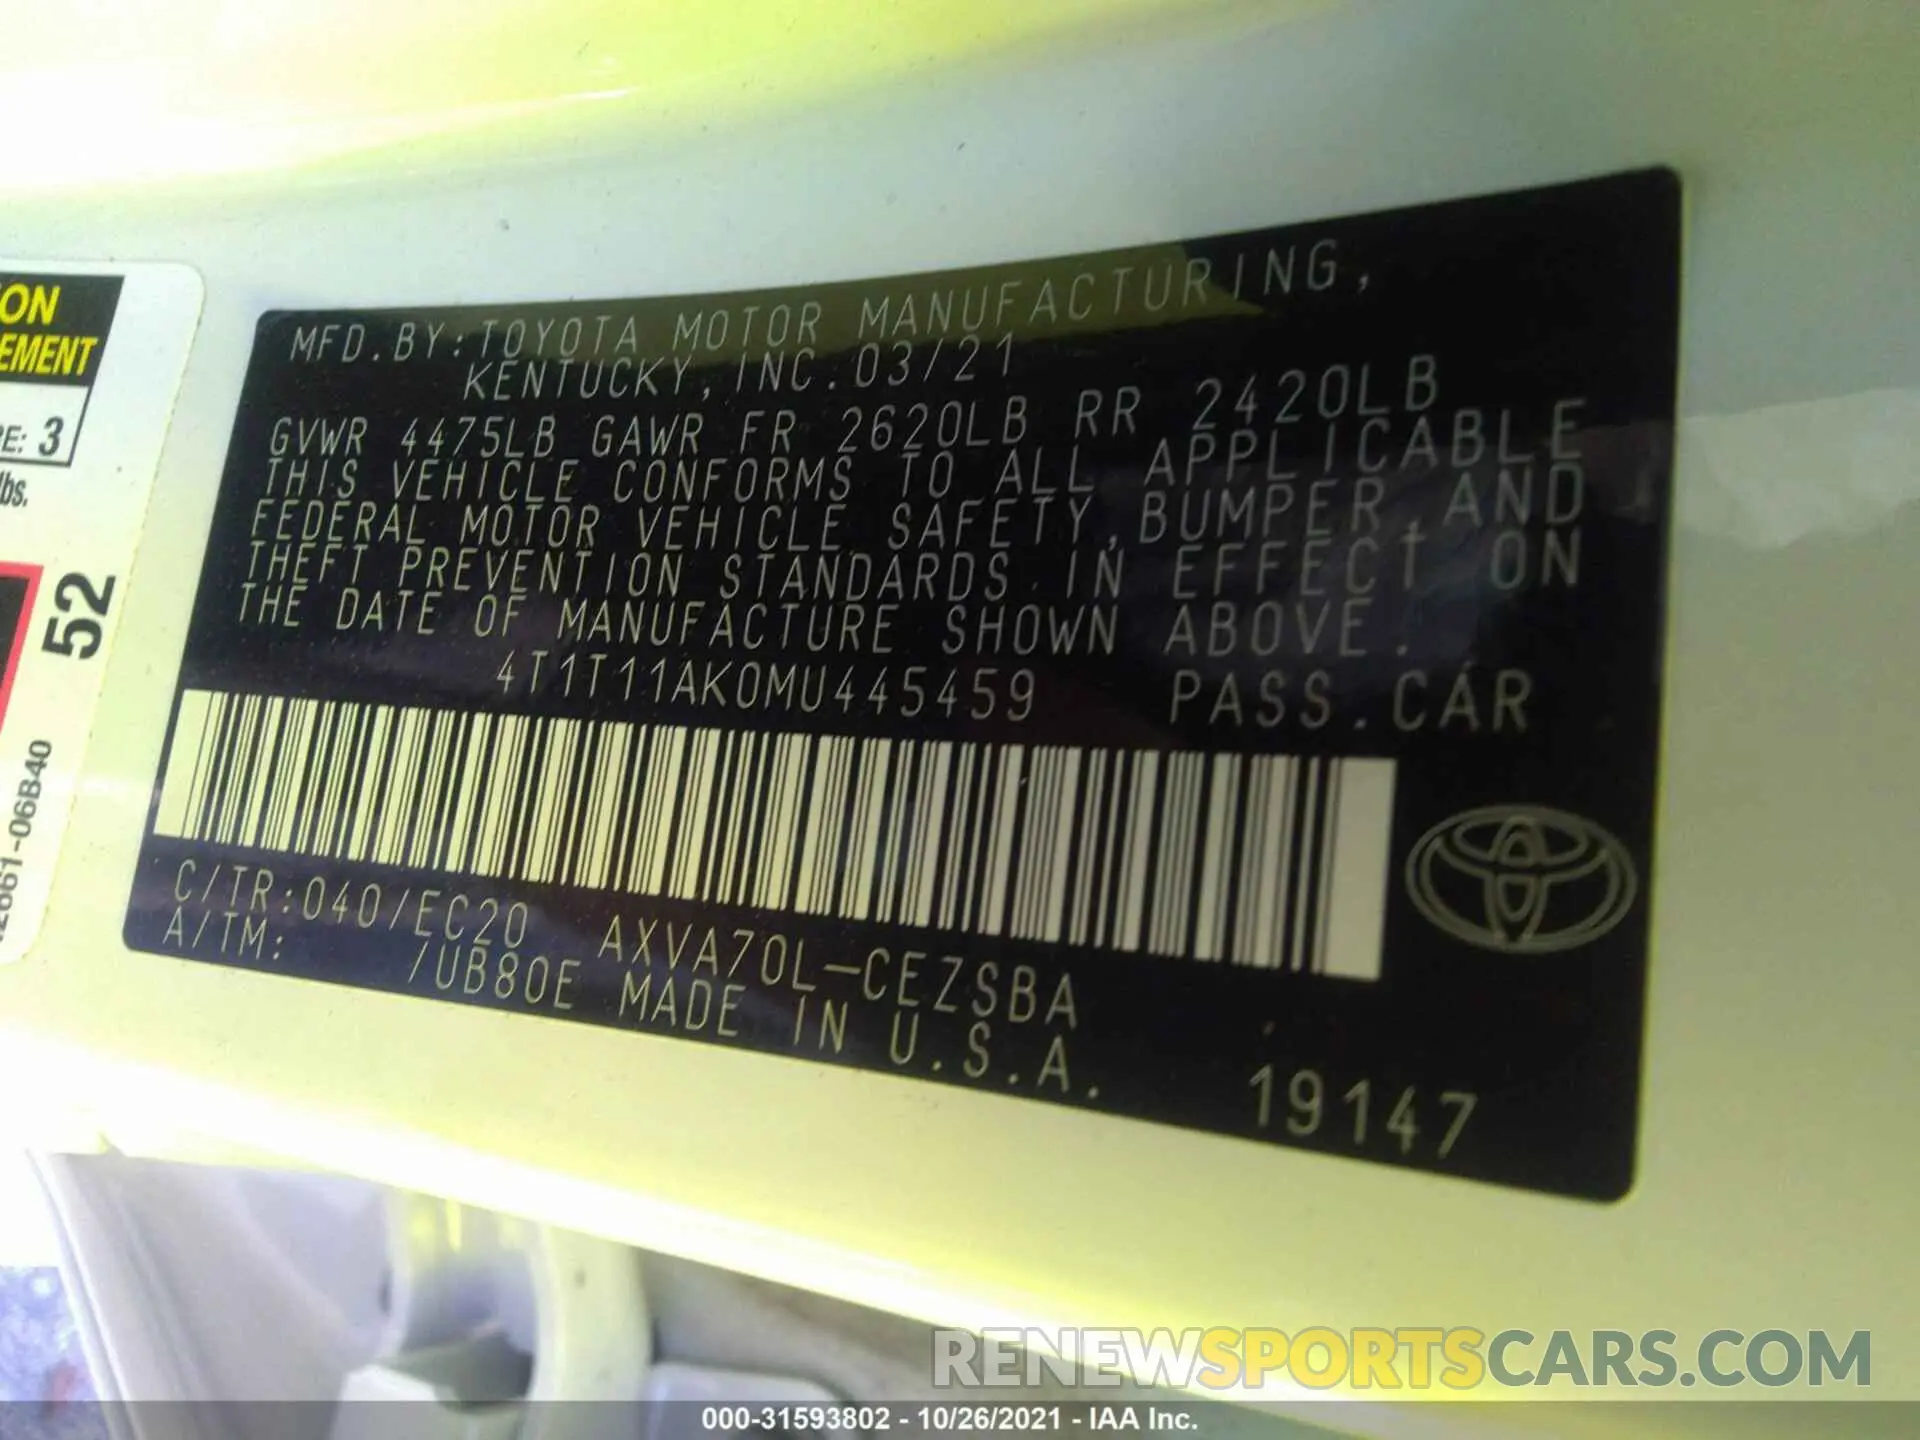 ON
EMENT
RE: 3
lbs.
52
42661-06B40
MFD.BY:TOYOTA MOTOR MANUFACTURING,
KENTUCKY, INC.03/21
GVWR 4475LB GAWR FR 2620LB RR 2420LB
THIS VEHICLE CONFORMS TO ALL APPLICABLE
FEDERAL MOTOR VEHICLE SAFETY,BUMPER,AND
THEFT PREVENTION STANDARDS IN EFFECT ON
THE DATE OF MANUFACTURE SHOWN ABOVE.
4T1T11AK0MU445459 PASS.CAR
C/TR:040/EC20 AXVA70L-CEZSBA
A/TM: /UB80E MADE IN U.S.A.
19147
RENEWSPORTSCARS.COM
000-31593802 - 10/26/2021 - IAA Inc.